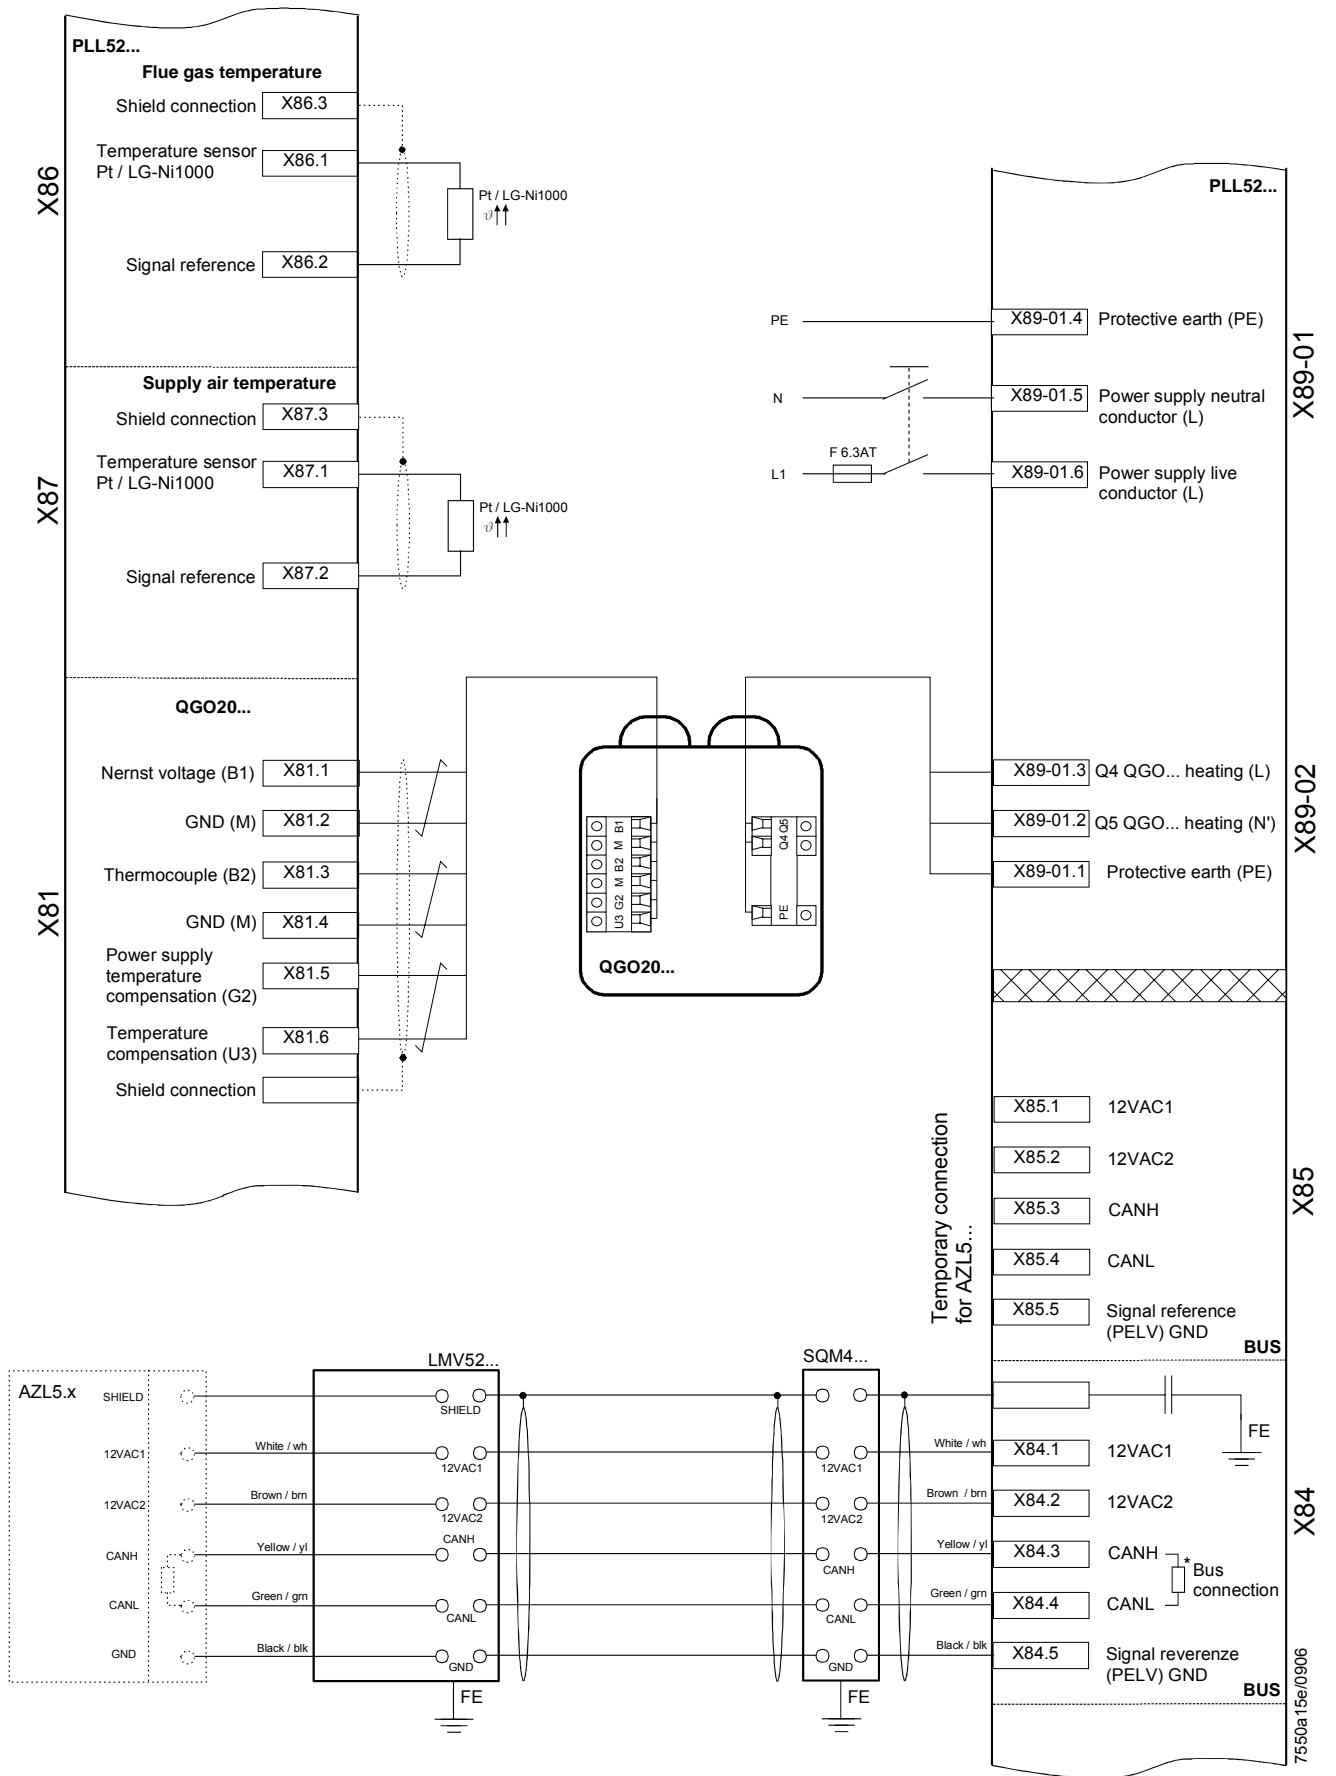 PLL52...
Flue gas temperature
Shield connection
X86.3
Temperature sensor
Pt / LG-Ni1000
X86.1
Pt / LG-Ni1000
ϑ
Signal reference
X86.2
X86
Supply air temperature
Shield connection
X87.3
Temperature sensor
Pt / LG-Ni1000
X87.1
Pt / LG-Ni1000
ϑ
Signal reference
X87.2
X87
QGO20...
Nernst voltage (B1)
X81.1
GND (M)
X81.2
Thermocouple (B2)
X81.3
GND (M)
X81.4
Power supply
temperature
compensation (G2)
X81.5
Temperature
compensation (U3)
X81.6
Shield connection
X81
B1
M
B2
M
G2
U3
Q5
Q4
PE
QGO20...
PLL52...
PE
X89-01.4
Protective earth (PE)
N
X89-01.5
Power supply neutral
conductor (L)
F 6.3AT
L1
X89-01.6
Power supply live
conductor (L)
X89-01
X89-01.3
Q4 QGO... heating (L)
X89-01.2
Q5 QGO... heating (N')
X89-01.1
Protective earth (PE)
X89-02
Temporary connection
for AZL5...
X85.1
12VAC1
X85.2
12VAC2
X85.3
CANH
X85.4
CANL
X85.5
Signal reference
(PELV) GND
BUS
X85
AZL5.x
SHIELD
12VAC1
12VAC2
CANH
CANL
GND
White / wh
Brown / brn
Yellow / yl
Green / grn
Black / blk
LMV52...
SHIELD
12VAC1
12VAC2
CANH
CANL
GND
FE
SQM4...
12VAC1
12VAC2
CANH
CANL
GND
FE
White / wh
Brown / brn
Yellow / yl
Green / grn
Black / blk
FE
X84.1
12VAC1
X84.2
12VAC2
X84.3
CANH
X84.4
CANL
* Bus
connection
X84.5
Signal reverenze
(PELV) GND
BUS
X84
7550a15e/0906